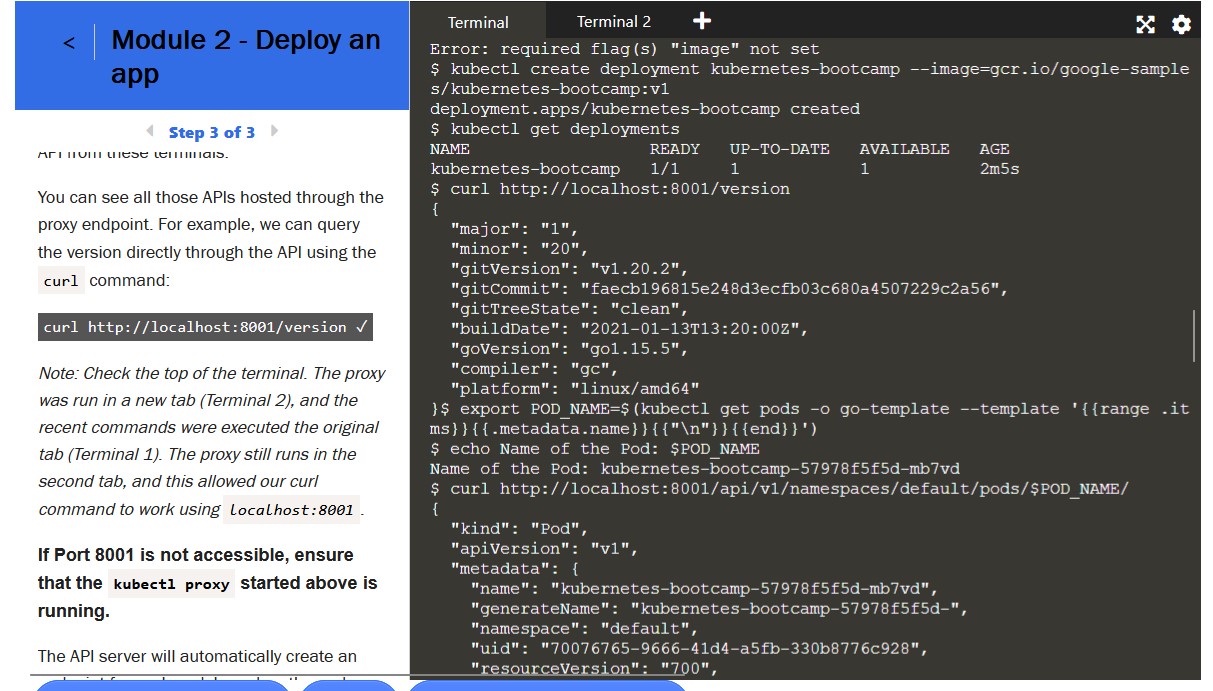 <
Module 2 - Deploy an
app
Step 3 of 3
API from these terminals.
You can see all those APIs hosted through the
proxy endpoint. For example, we can query
the version directly through the API using the
curl command:
curl http://localhost:8001/version ✓
Note: Check the top of the terminal. The proxy
was run in a new tab (Terminal 2), and the
recent commands were executed the original
tab (Terminal 1). The proxy still runs in the
second tab, and this allowed our curl
command to work using localhost:8001 .
If Port 8001 is not accessible, ensure
that the kubectl proxy started above is
running.
The API server will automatically create an
Terminal
Terminal 2
+
Error: required flag(s) "image" not set
$ kubectl create deployment kubernetes-bootcamp --image=gcr.io/google-sample
s/kubernetes-bootcamp:v1
deployment.apps/kubernetes-bootcamp created
$ kubectl get deployments
NAME READY UP-TO-DATE AVAILABLE AGE
kubernetes-bootcamp 1/1 1 1 2m5s
$ curl http://localhost:8001/version
{
"major": "1",
"minor": "20",
"gitVersion": "v1.20.2",
"gitCommit": "faecb196815e248d3ecfb03c680a4507229c2a56",
"gitTreeState": "clean",
"buildDate": "2021-01-13T13:20:00Z",
"goVersion": "go1.15.5",
"compiler": "gc",
"platform": "linux/amd64"
}$ export POD_NAME=$(kubectl get pods -o go-template --template '{{range .it
ms}}{{.metadata.name}}{{"\n"}}{{end}}')
$ echo Name of the Pod: $POD_NAME
Name of the Pod: kubernetes-bootcamp-57978f5f5d-mb7vd
$ curl http://localhost:8001/api/v1/namespaces/default/pods/$POD_NAME/
{
"kind": "Pod",
"apiVersion": "v1",
"metadata": {
"name": "kubernetes-bootcamp-57978f5f5d-mb7vd",
"generateName": "kubernetes-bootcamp-57978f5f5d-",
"namespace": "default",
"uid": "70076765-9666-41d4-a5fb-330b8776c928",
"resourceVersion": "700",